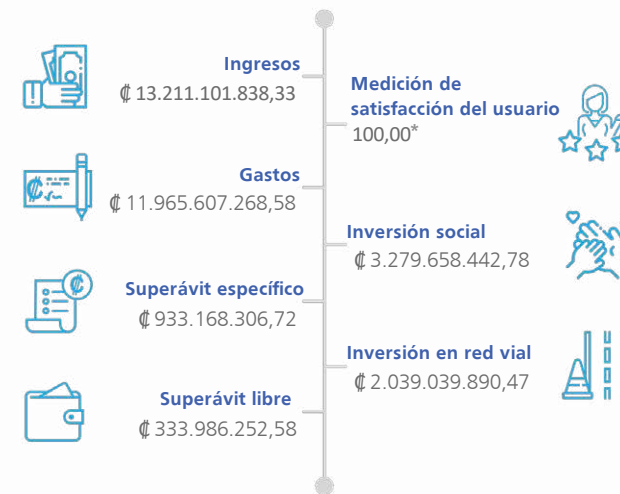 Ingresos
₡ 13.211.101.838,33
Gastos
₡ 11.965.607.268,58
Superávit específico
₡ 933.168.306,72
Superávit libre
₡ 333.986.252,58
Medición de
satisfacción del usuario
100,00*
Inversión social
₡ 3.279.658.442,78
Inversión en red vial
₡ 2.039.039.890,47